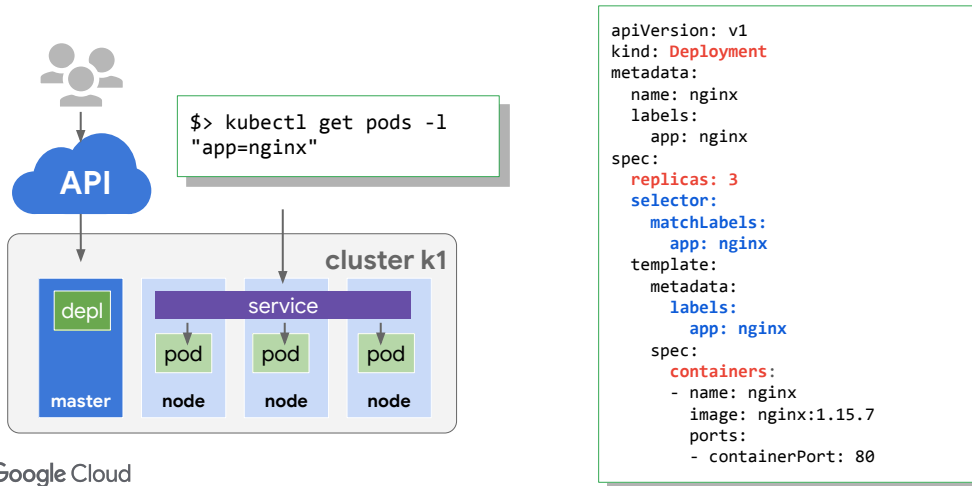 API
$> kubectl get pods -l
"app=nginx"
cluster k1
depl
service
pod pod pod
master node node node
Google Cloud
apiVersion: v1
kind: Deployment
metadata:
  name: nginx
  labels:
    app: nginx
spec:
  replicas: 3
  selector:
    matchLabels:
      app: nginx
  template:
    metadata:
      labels:
        app: nginx
    spec:
      containers:
      - name: nginx
        image: nginx:1.15.7
        ports:
        - containerPort: 80